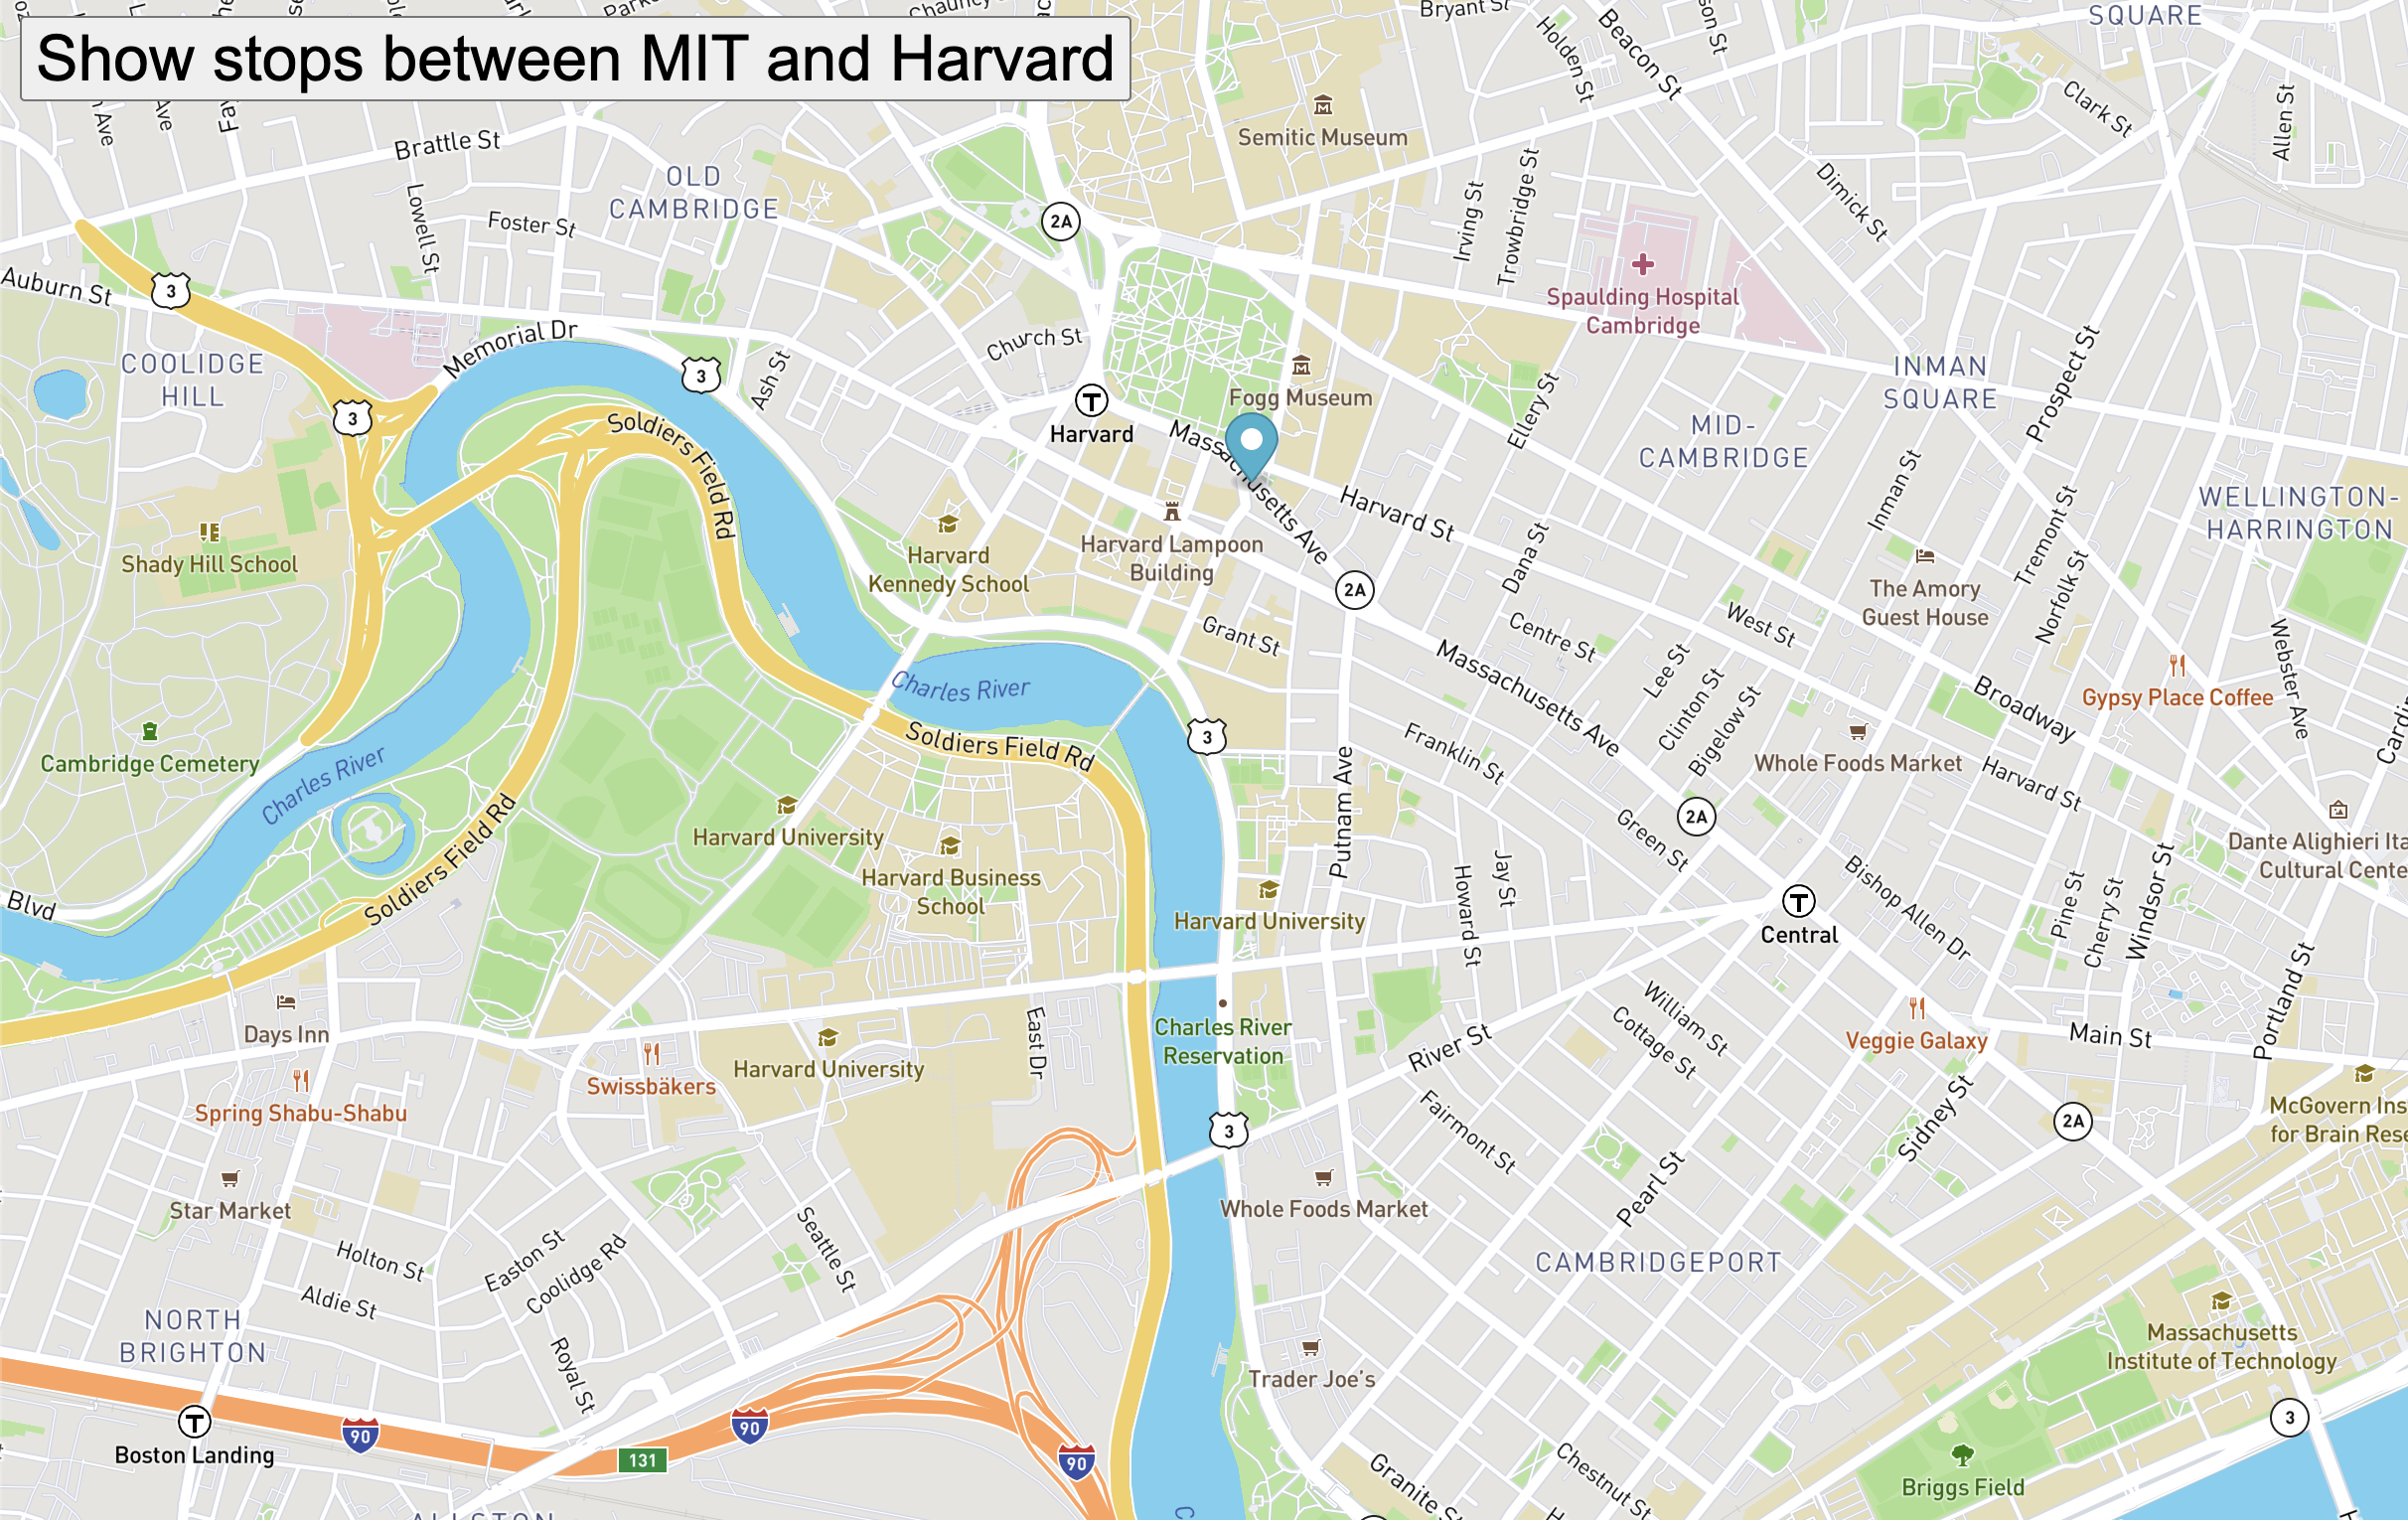 Show stops between MIT and Harvard
Bryant St
SQUARE
Holden St
Beacon St
Clark St
Allen St
Semitic Museum
Brattle St
OLD
CAMBRIDGE
Lowell St
Foster St
2A
Irving St
Trowbridge St
Dimick St
Auburn St
3
Spaulding Hospital
Cambridge
COOLIDGE
HILL
Memorial Dr
3
Church St
Ash St
3
Harvard
Fogg Museum
Massachusetts Ave
Ellery St
MID-
CAMBRIDGE
INMAN
SQUARE
Prospect St
Soldiers Field Rd
Harvard St
Inman St
WELLINGTON-
HARRINGTON
Shady Hill School
Harvard
Kennedy School
Harvard Lampoon
Building
Dana St
Tremont St
Norfolk St
The Amory
Guest House
2A
Grant St
Centre St
West St
Webster Ave
Massachusetts Ave
Lee St
Clinton St
Bigelow St
Gypsy Place Coffee
Charles River
Broadway
Cambridge Cemetery
Charles River
Soldiers Field Rd
3
Franklin St
Whole Foods Market
Harvard St
Putnam Ave
Harvard University
Soldiers Field Rd
Harvard Business
School
Green St
2A
Dante Alighieri Ita
Cultural Cente
Blvd
Harvard University
Howard St
Jay St
Central
Bishop Allen Dr
Pine St
Cherry St
Windsor St
Portland St
Days Inn
East Dr
Charles River
Reservation
River St
William St
Cottage St
Veggie Galaxy
Main St
Swissbäkers
Harvard University
Spring Shabu-Shabu
3
Fairmont St
Sidney St
2A
McGovern Ins
for Brain Rese
Star Market
Whole Foods Market
Pearl St
Holton St
Easton St
Coolidge Rd
Seattle St
CAMBRIDGEPORT
Aldie St
NORTH
BRIGHTON
Royal St
Trader Joe's
Massachusetts
Institute of Technology
Boston Landing
90
131
90
90
3
Granite St
Chestnut St
Briggs Field